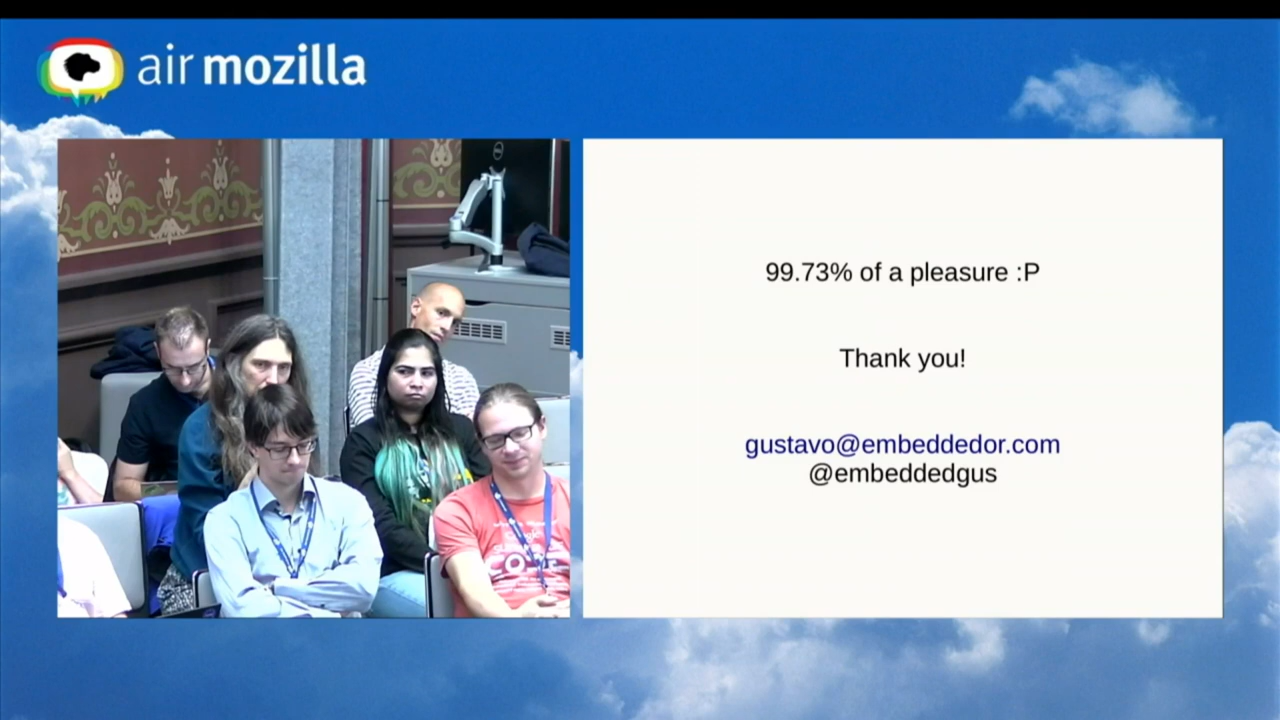 air mozilla
99.73% of a pleasure :P
Thank you!
gustavo@embeddedor.com
@embeddedgus